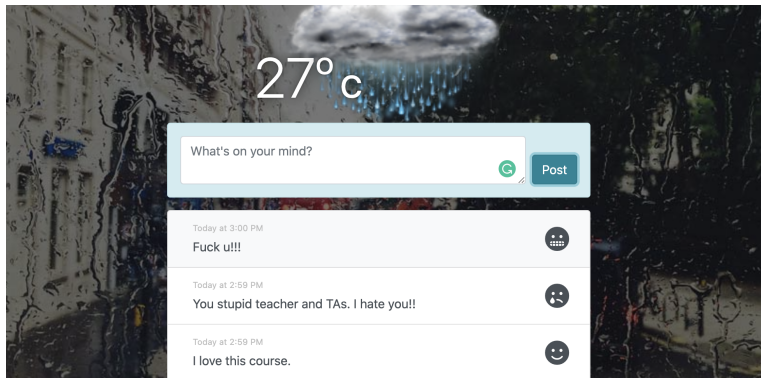 27°c
What's on your mind?
Post
Today at 3:00 PM
Fuck u!!!
Today at 2:59 PM
You stupid teacher and TAs. I hate you!!
Today at 2:59 PM
I love this course.